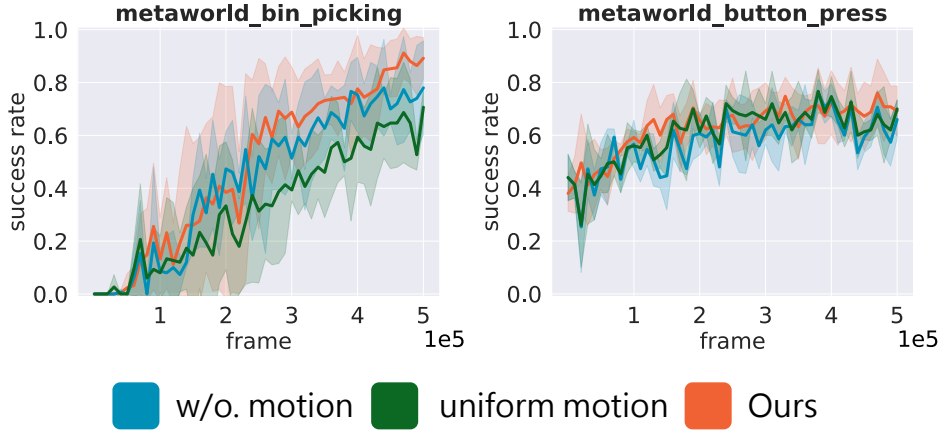 metaworld_bin_picking
1.0
0.8
0.6
0.4
0.2
0.0
success rate
1 2 3 4 5
frame
1e5
metaworld_button_press
1.0
0.8
0.6
0.4
0.2
0.0
success rate
1 2 3 4 5
frame
1e5
w/o. motion
uniform motion
Ours